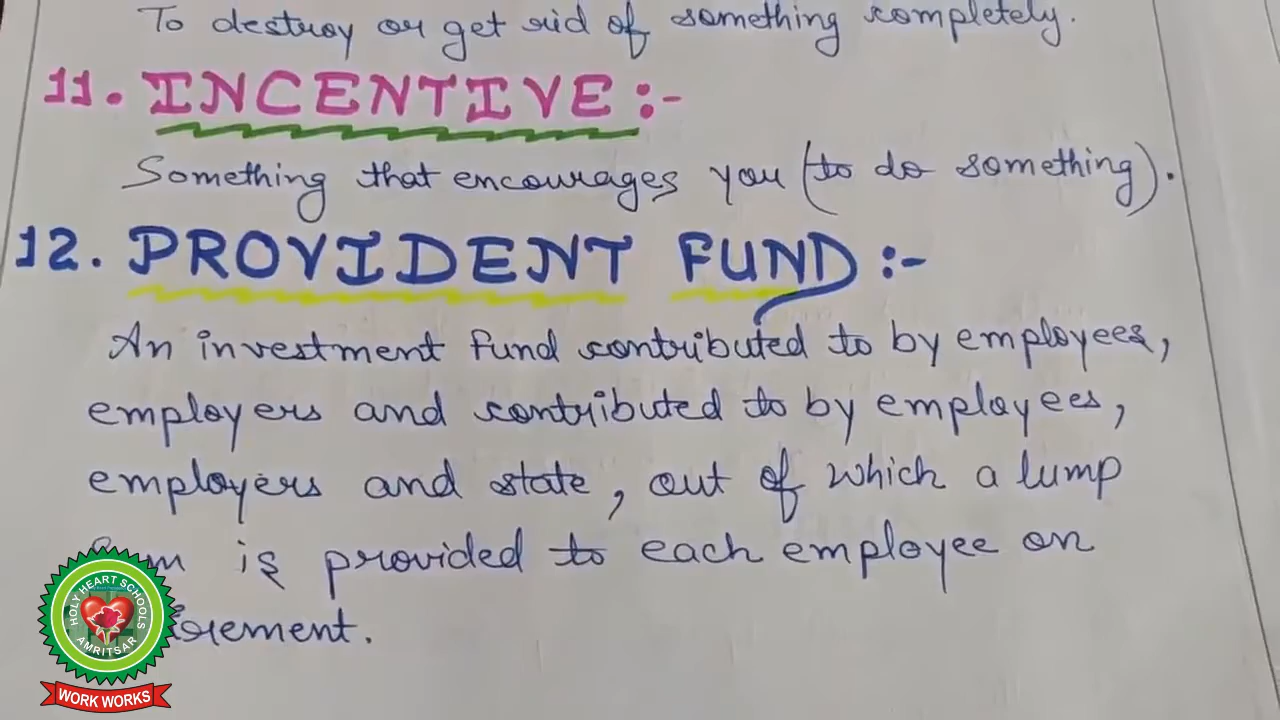 To destroy or get rid of something completely.
11. INCENTIVE :-
Something that encourages you (to do something).
12. PROVIDENT FUND :-
An investment fund contributed to by employees,
employers and contributed to by employees,
employers and state, out of which a lump
is provided to each employee on
HOLY HEART SCHOOLS
AMRITSAR
WORK WORKS